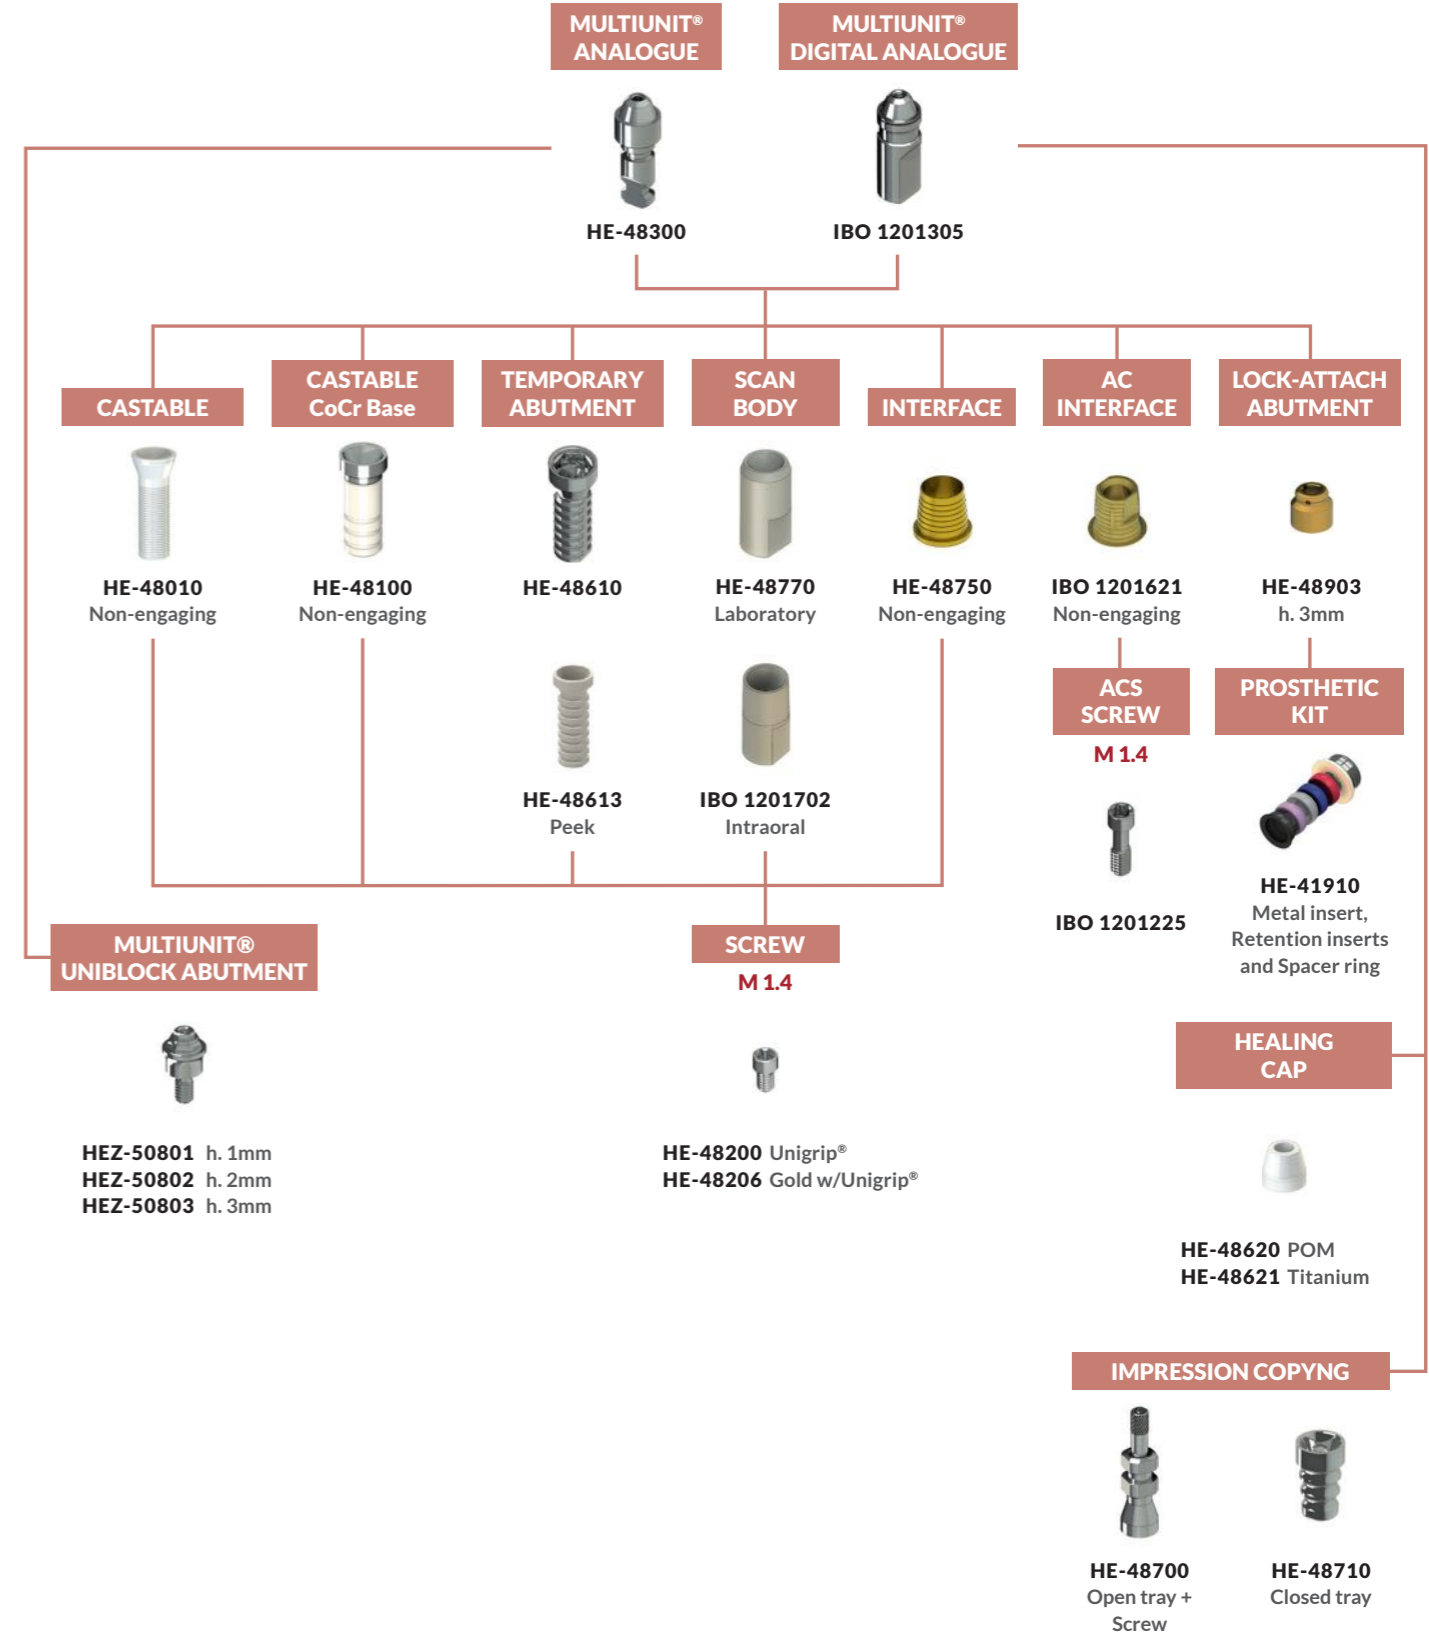 MULTIUNIT®
ANALOGUE
MULTIUNIT®
DIGITAL ANALOGUE
HE-48300
IBO 1201305
CASTABLE
CASTABLE
CoCr Base
TEMPORARY
ABUTMENT
SCAN
BODY
INTERFACE
AC
INTERFACE
LOCK-ATTACH
ABUTMENT
HE-48010
Non-engaging
HE-48100
Non-engaging
HE-48610
HE-48770
Laboratory
HE-48750
Non-engaging
IBO 1201621
Non-engaging
HE-48903
h. 3mm
HE-48613
Peek
IBO 1201702
Intraoral
ACS
SCREW
M 1.4
IBO 1201225
PROSTHETIC
KIT
HE-41910
Metal insert,
Retention inserts
and Spacer ring
MULTIUNIT®
UNIBLOCK ABUTMENT
HEZ-50801 h. 1mm
HEZ-50802 h. 2mm
HEZ-50803 h. 3mm
SCREW
M 1.4
HE-48200 Unigrip®
HE-48206 Gold w/Unigrip®
HEALING
CAP
HE-48620 POM
HE-48621 Titanium
IMPRESSION COPYNG
HE-48700
Open tray +
Screw
HE-48710
Closed tray